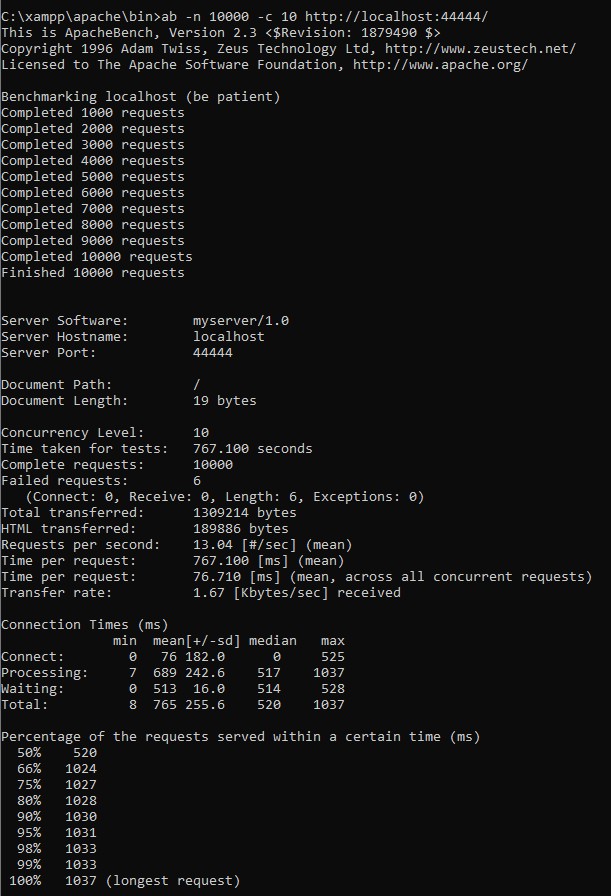 C:\xampp\apache\bin>ab -n 10000 -c 10 http://localhost:44444/
This is ApacheBench, Version 2.3 <$Revision: 1879490 $>
Copyright 1996 Adam Twiss, Zeus Technology Ltd, http://www.zeustech.net/
Licensed to The Apache Software Foundation, http://www.apache.org/
Benchmarking localhost (be patient)
Completed 1000 requests
Completed 2000 requests
Completed 3000 requests
Completed 4000 requests
Completed 5000 requests
Completed 6000 requests
Completed 7000 requests
Completed 8000 requests
Completed 9000 requests
Completed 10000 requests
Finished 10000 requests
Server Software:        myserver/1.0
Server Hostname:        localhost
Server Port:            44444
Document Path:          /
Document Length:        19 bytes
Concurrency Level:      10
Time taken for tests:   767.100 seconds
Complete requests:      10000
Failed requests:        6
   (Connect: 0, Receive: 0, Length: 6, Exceptions: 0)
Total transferred:      1309214 bytes
HTML transferred:       189886 bytes
Requests per second:    13.04 [#/sec] (mean)
Time per request:       767.100 [ms] (mean)
Time per request:       76.710 [ms] (mean, across all concurrent requests)
Transfer rate:          1.67 [Kbytes/sec] received
Connection Times (ms)
              min  mean[+/-sd] median   max
Connect:        0   76 182.0      0     525
Processing:     7  689 242.6    517    1037
Waiting:        0  513  16.0    514     528
Total:          8  765 255.6    520    1037
Percentage of the requests served within a certain time (ms)
  50%    520
  66%   1024
  75%   1027
  80%   1028
  90%   1030
  95%   1031
  98%   1033
  99%   1033
 100%   1037 (longest request)